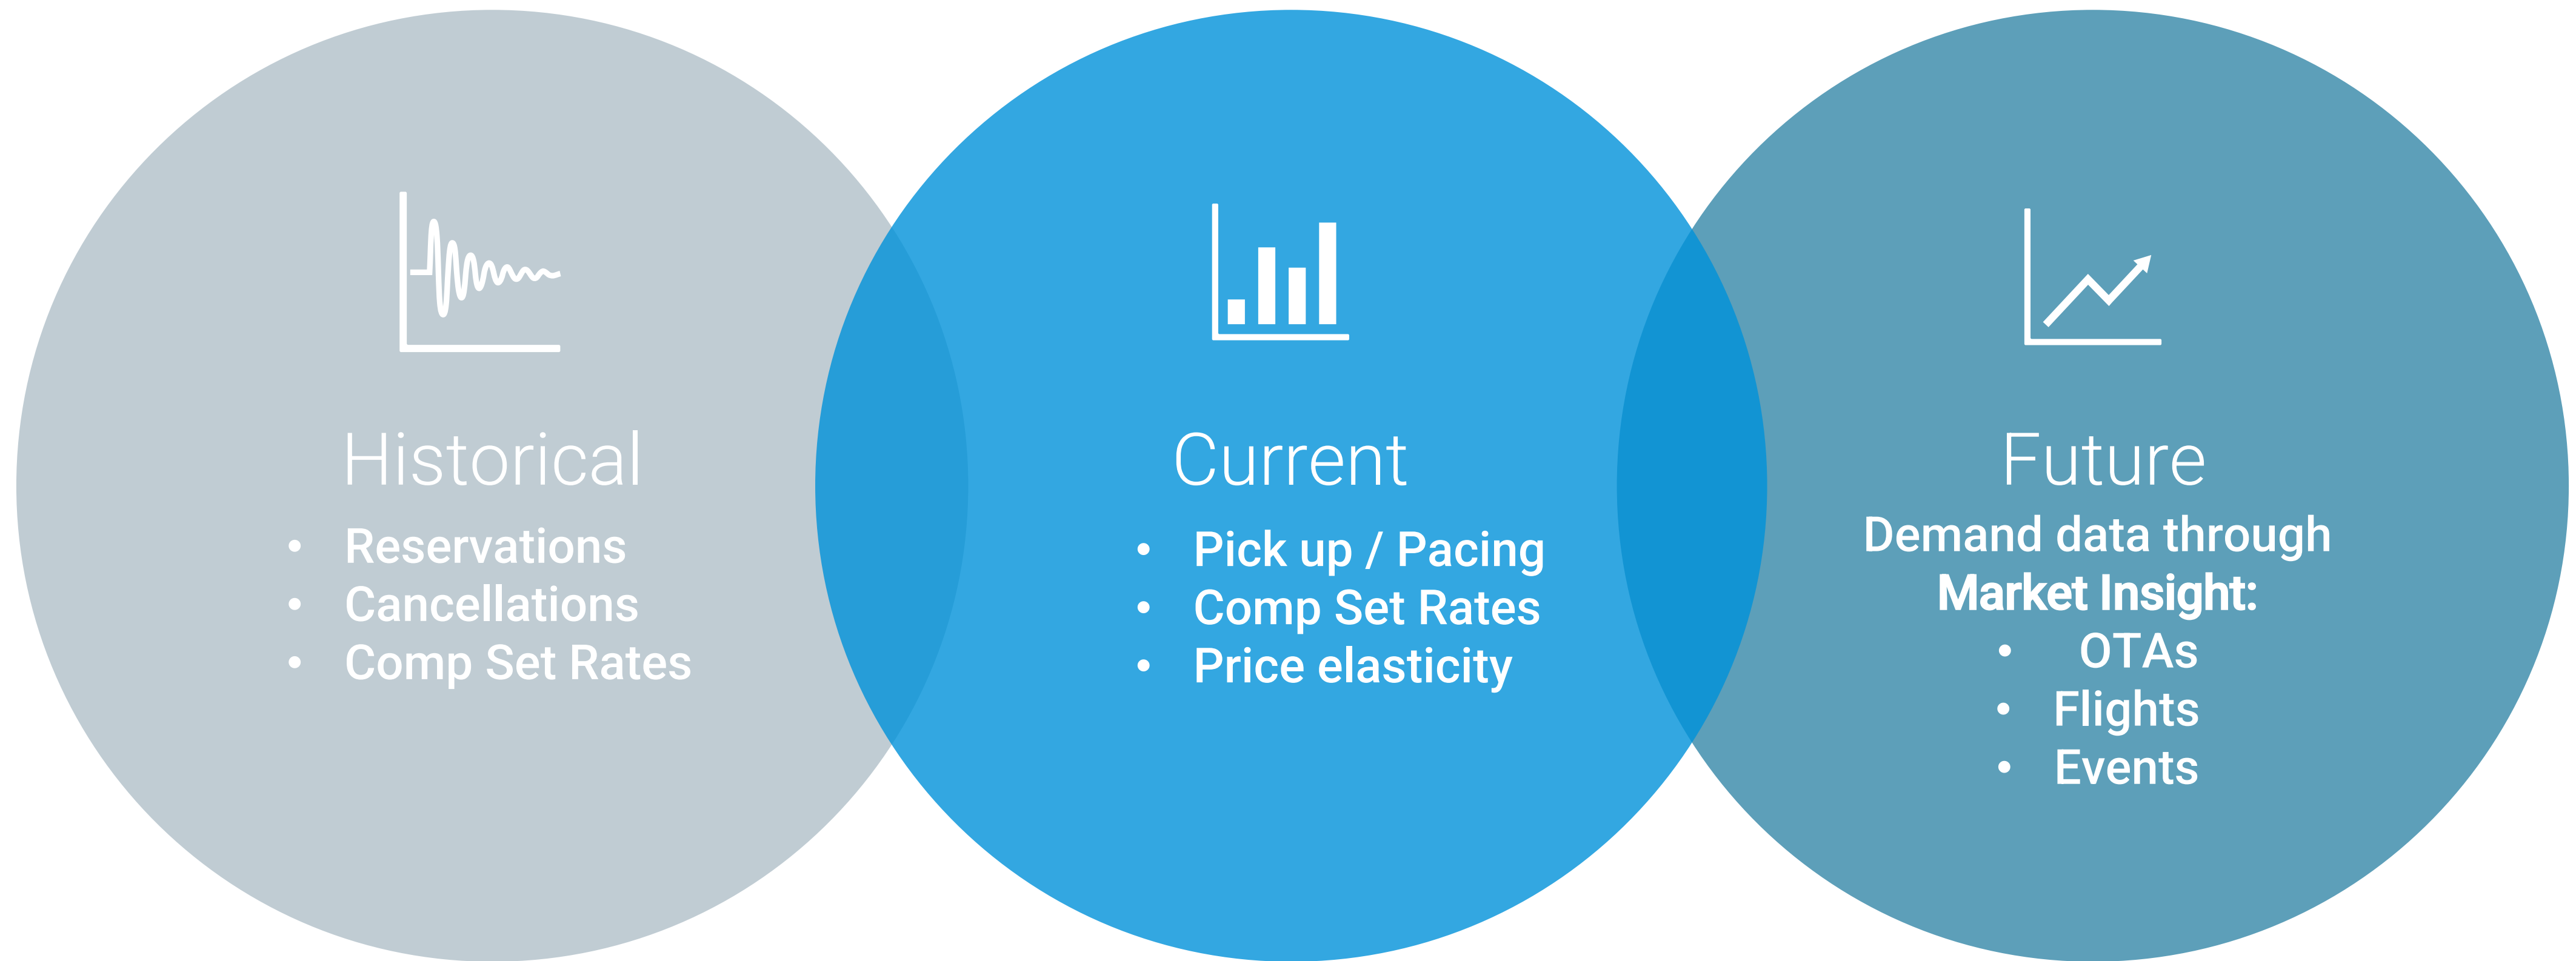 Historical
• Reservations
• Cancellations
• Comp Set Rates
Current
• Pick up / Pacing
• Comp Set Rates
• Price elasticity
Future
Demand data through
Market Insight:
• OTAs
• Flights
• Events